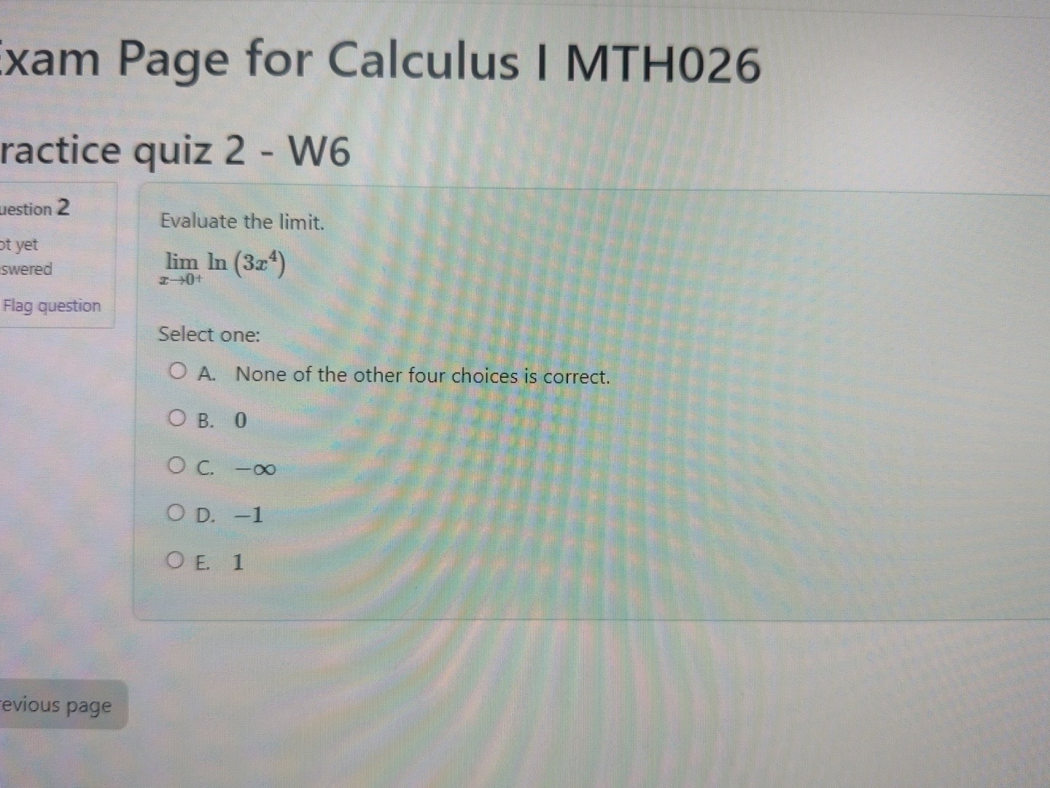 xam Page for Calculus I MTH026
ractice quiz 2 - W6
uestion 2
ot yet
swered
Flag question
Evaluate the limit.
lim ln (3x⁴)
x→0+
Select one:
A. None of the other four choices is correct.
B. 0
C. −∞
D. −1
E. 1
evious page